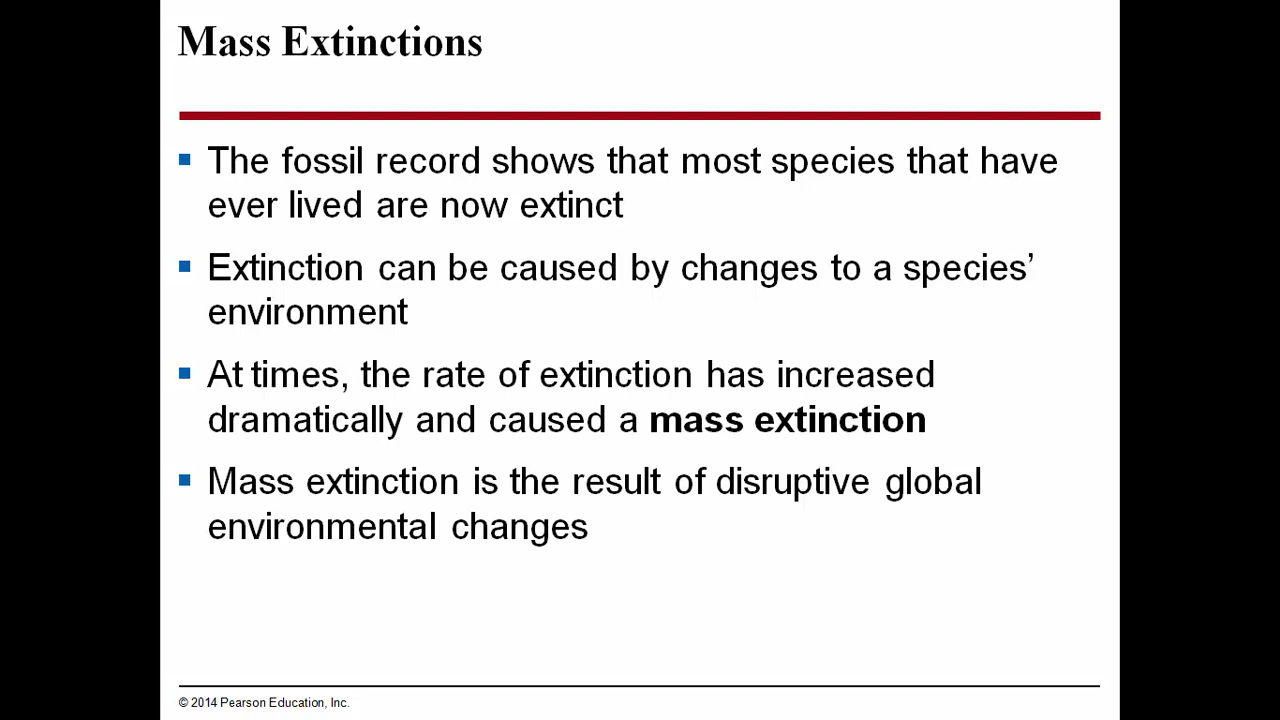 Mass Extinctions
The fossil record shows that most species that have
ever lived are now extinct
Extinction can be caused by changes to a species’
environment
At times, the rate of extinction has increased
dramatically and caused a mass extinction
Mass extinction is the result of disruptive global
environmental changes
© 2014 Pearson Education, Inc.